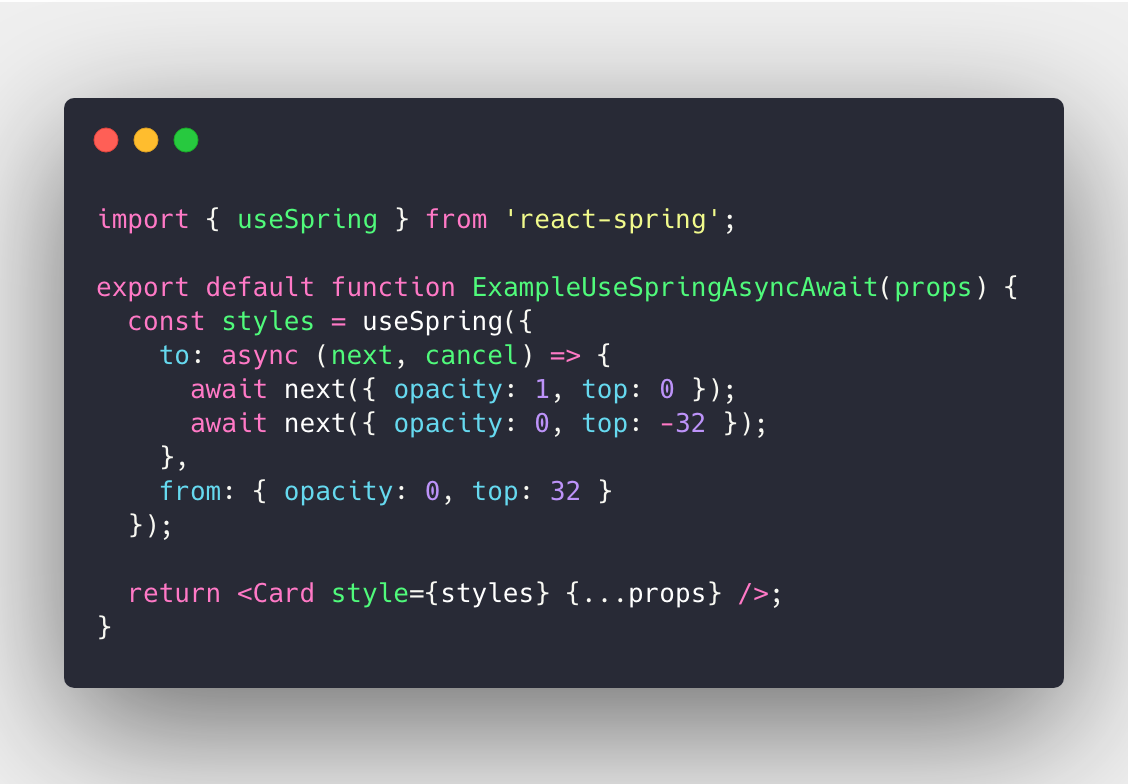 import { useSpring } from 'react-spring';

export default function ExampleUseSpringAsyncAwait(props) {
  const styles = useSpring({
    to: async (next, cancel) => {
      await next({ opacity: 1, top: 0 });
      await next({ opacity: 0, top: -32 });
    },
    from: { opacity: 0, top: 32 }
  });

  return <Card style={styles} {...props} />;
}